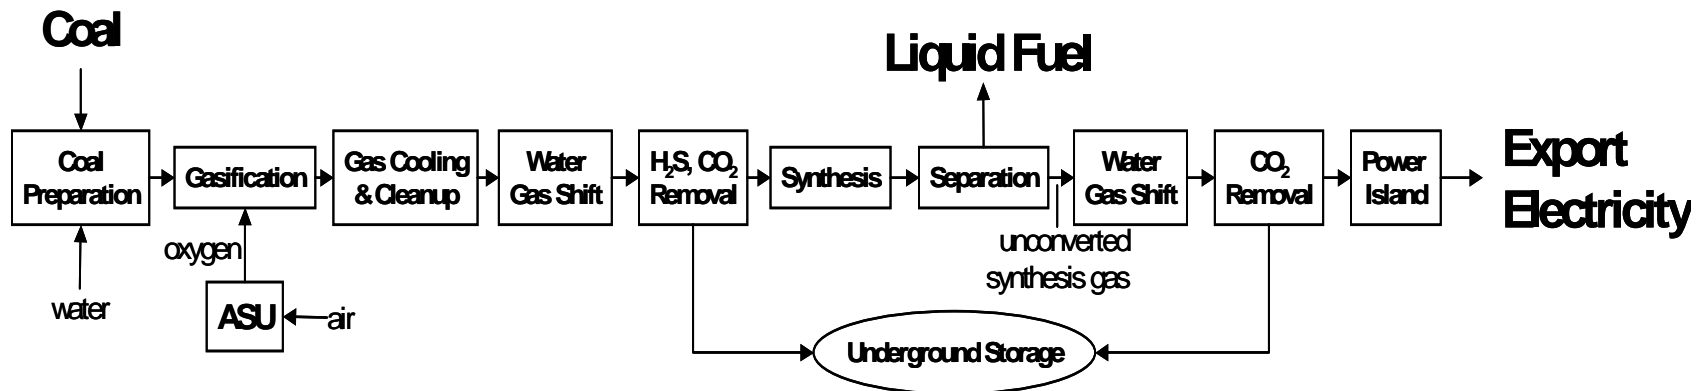 Coal
Liquid Fuel
Coal
Preparation
Gasification
Gas Cooling
& Cleanup
Water
Gas Shift
H₂S, CO₂
Removal
Synthesis
Separation
Water
Gas Shift
CO₂
Removal
Power
Island
Export
Electricity
oxygen
water
ASU
air
unconverted
synthesis gas
Underground Storage